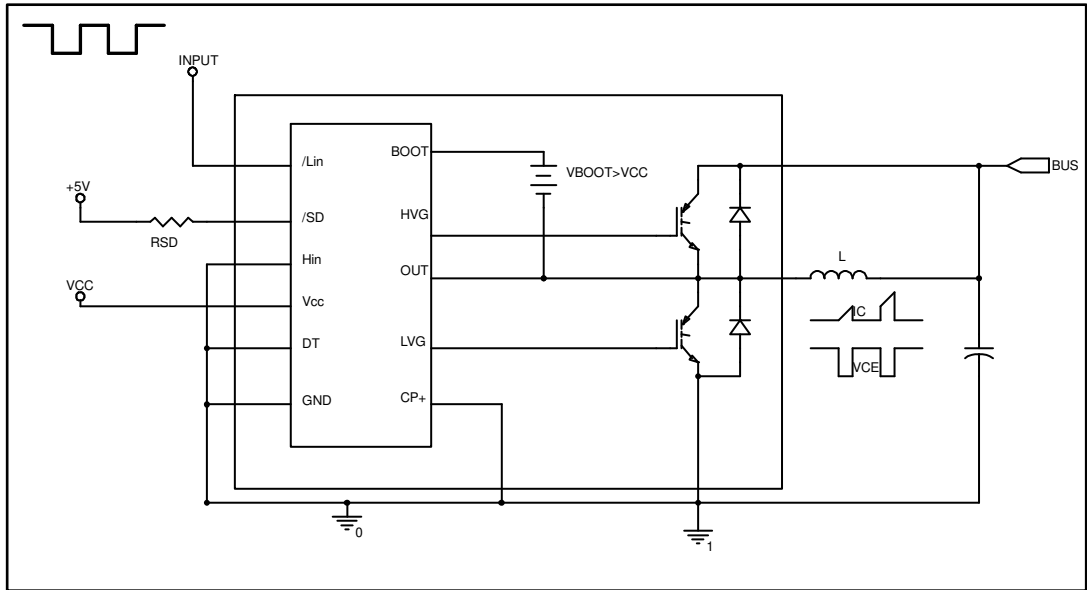 INPUT
+5V
RSD
VCC
/Lin
/SD
Hin
Vcc
DT
GND
BOOT
HVG
OUT
LVG
CP+
VBOOT>VCC
BUS
L
IC
VCE
0
1